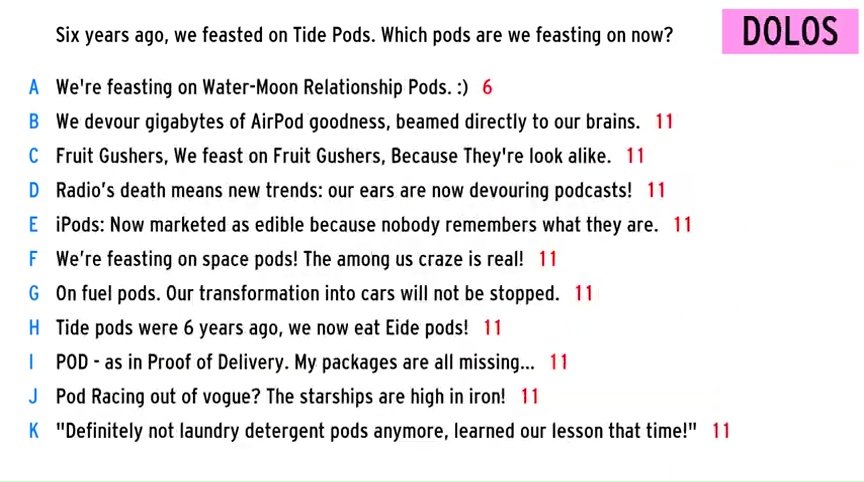 Six years ago, we feasted on Tide Pods. Which pods are we feasting on now?
DOLOS
A We're feasting on Water-Moon Relationship Pods. :) 6
B We devour gigabytes of AirPod goodness, beamed directly to our brains. 11
C Fruit Gushers, We feast on Fruit Gushers, Because They're look alike. 11
D Radio's death means new trends: our ears are now devouring podcasts! 11
E iPods: Now marketed as edible because nobody remembers what they are. 11
F We're feasting on space pods! The among us craze is real! 11
G On fuel pods. Our transformation into cars will not be stopped. 11
H Tide pods were 6 years ago, we now eat Eide pods! 11
I POD - as in Proof of Delivery. My packages are all missing... 11
J Pod Racing out of vogue? The starships are high in iron! 11
K "Definitely not laundry detergent pods anymore, learned our lesson that time!" 11